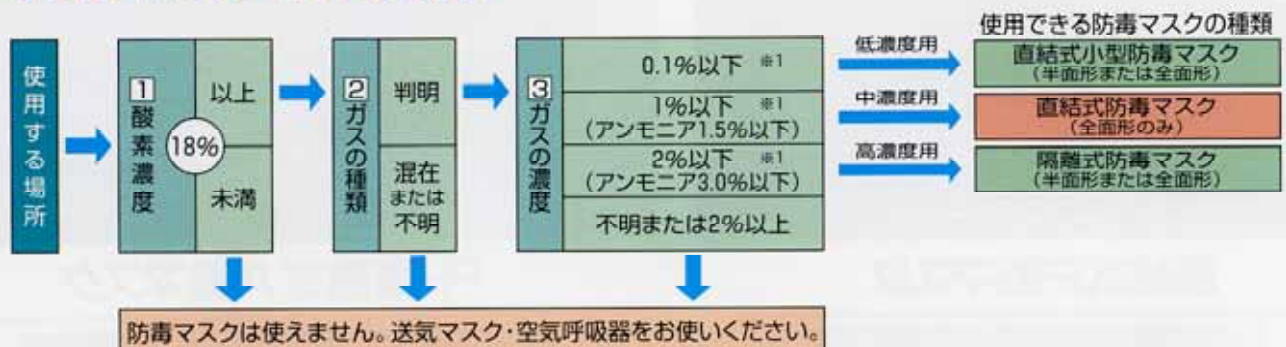 使用できる防毒マスクの種類
使用する場所
1 酸素濃度
18%
以上
未満
2 ガスの種類
判明
混在
または
不明
3 ガスの濃度
0.1%以下 ※1
1%以下 ※1
(アンモニア1.5%以下)
2%以下 ※1
(アンモニア3.0%以下)
不明または2%以上
低濃度用
中濃度用
高濃度用
直結式小型防毒マスク
(半面形または全面形)
直結式防毒マスク
(全面形のみ)
隔離式防毒マスク
(半面形または全面形)
防毒マスクは使えません。送気マスク・空気呼吸器をお使いください。